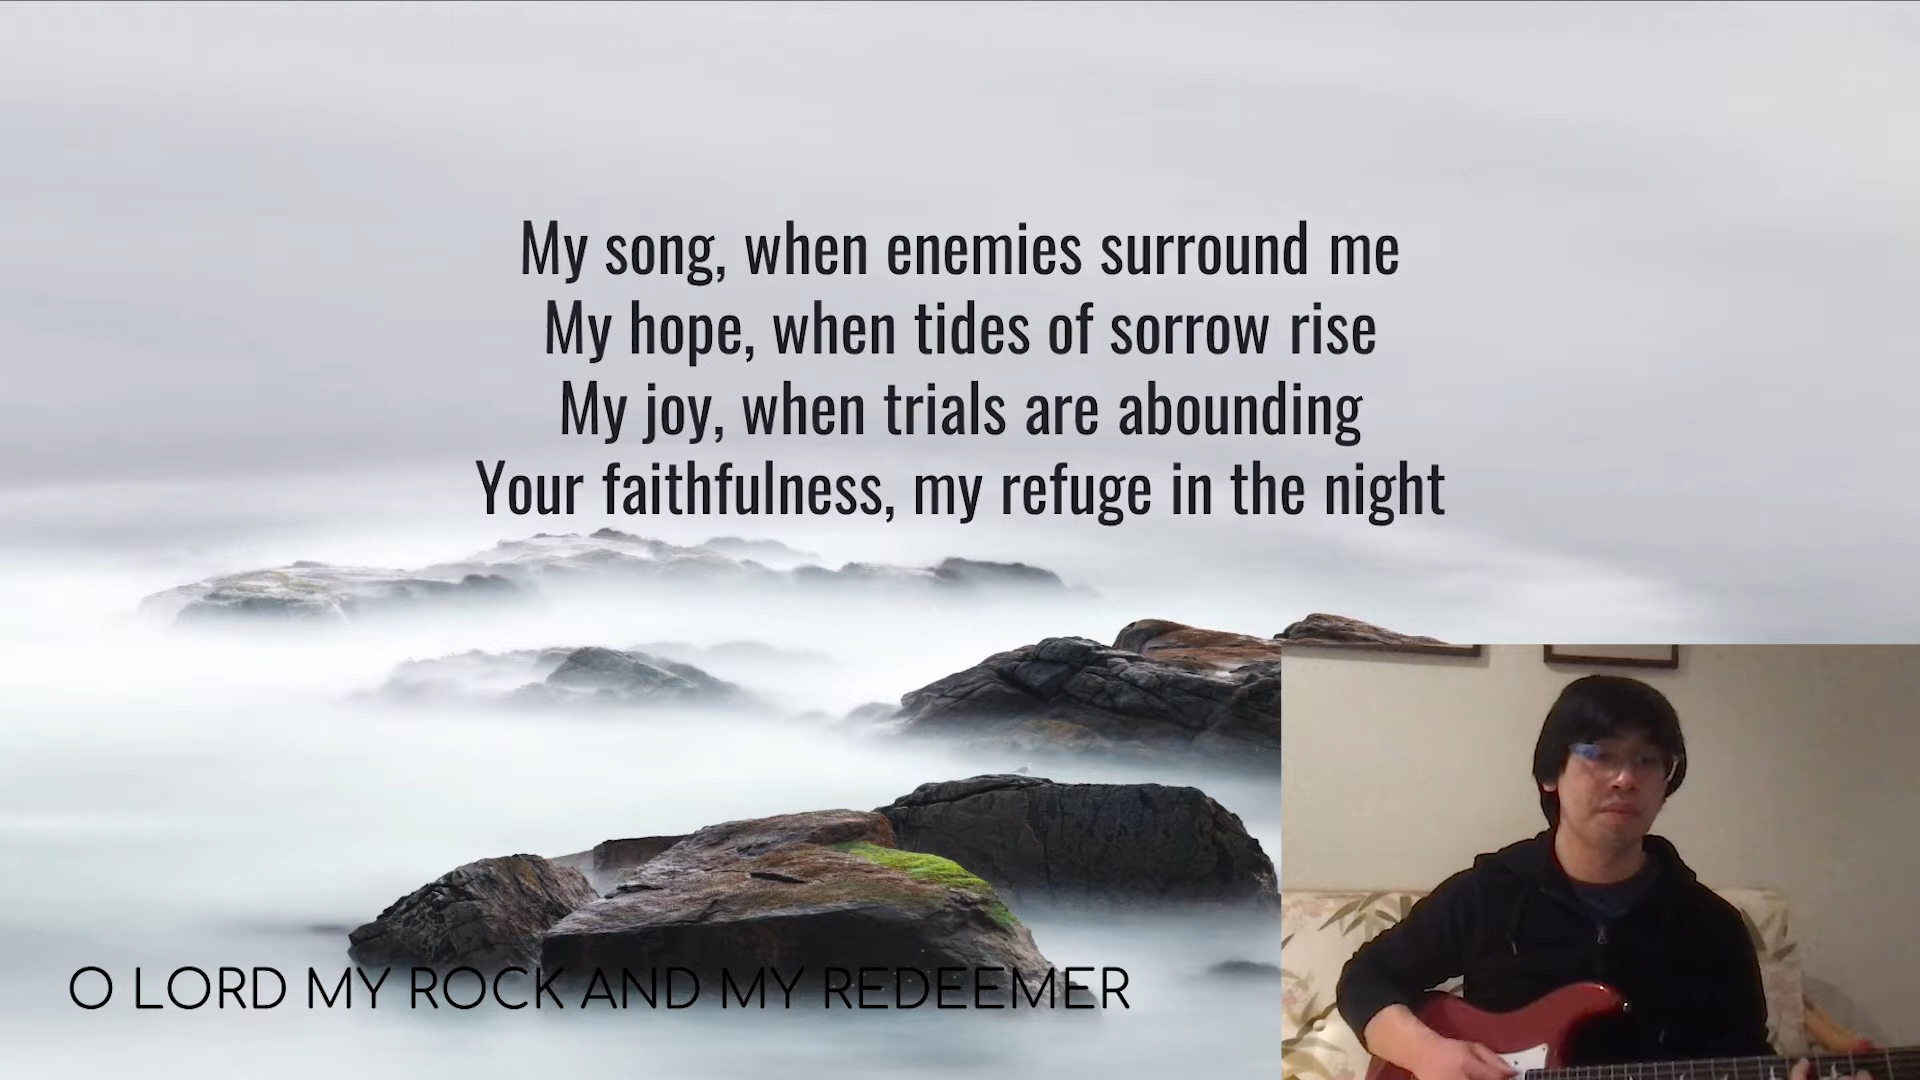 My song, when enemies surround me
My hope, when tides of sorrow rise
My joy, when trials are abounding
Your faithfulness, my refuge in the night
O LORD MY ROCK AND MY REDEEMER